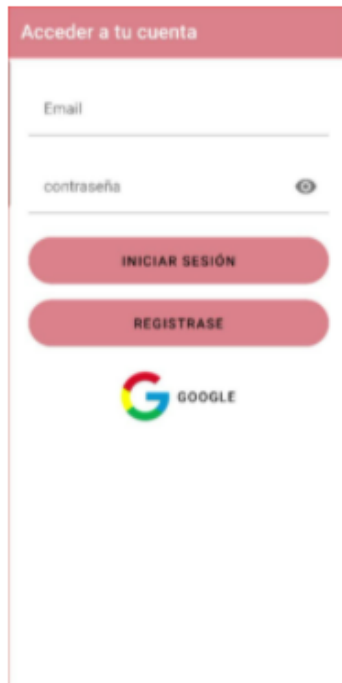 Acceder a tu cuenta
Email
contraseña
INICIAR SESIÓN
REGISTRASE
GOOGLE